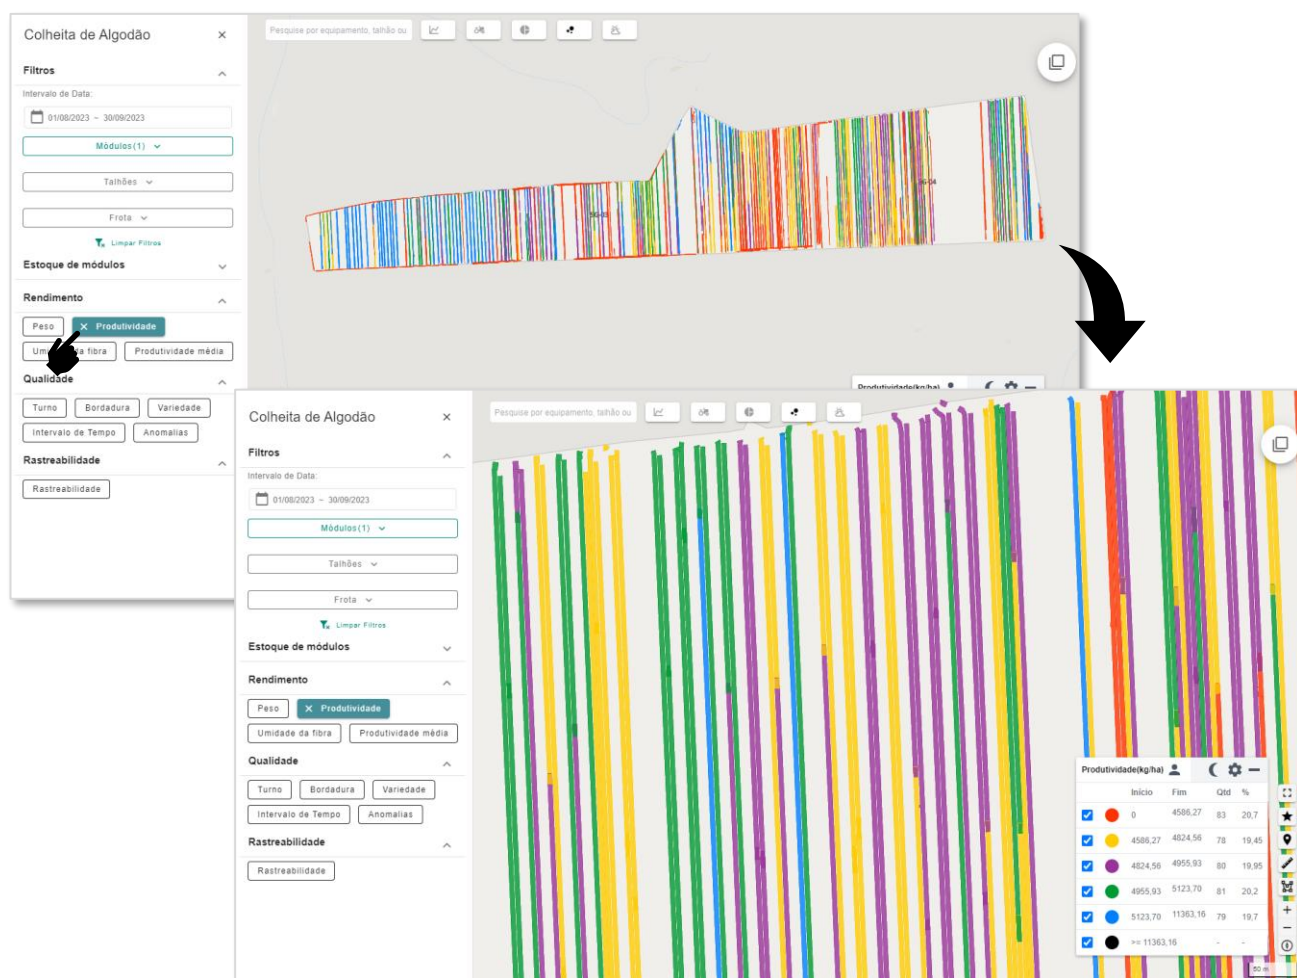 Colheita de Algodão
×
Pesquise por equipamento, talhão ou
Filtros
Intervalo de Data:
01/08/2023 ~ 30/09/2023
Módulos(1)
Talhões
Frota
Limpar Filtros
Estoque de módulos
Rendimento
Peso
× Produtividade
da fibra
Produtividade média
Qualidade
Turno
Bordadura
Variedade
Intervalo de Tempo
Anomalias
Rastreabilidade
Rastreabilidade
Produtividade(kg/ha)
Colheita de Algodão
×
Pesquise por equipamento, talhão ou
Filtros
Intervalo de Data:
01/08/2023 ~ 30/09/2023
Módulos(1)
Talhões
Frota
Limpar Filtros
Estoque de módulos
Rendimento
Peso
× Produtividade
Umidade da fibra
Produtividade média
Qualidade
Turno
Bordadura
Variedade
Intervalo de Tempo
Anomalias
Rastreabilidade
Rastreabilidade
Produtividade(kg/ha)
Início Fim Qtd %
0 4586,27 83 20,7
4586,27 4824,56 78 19,45
4824,56 4955,93 80 19,95
4955,93 5123,70 81 20,2
5123,70 11363,16 79 19,7
>= 11363,16 - -
50 m